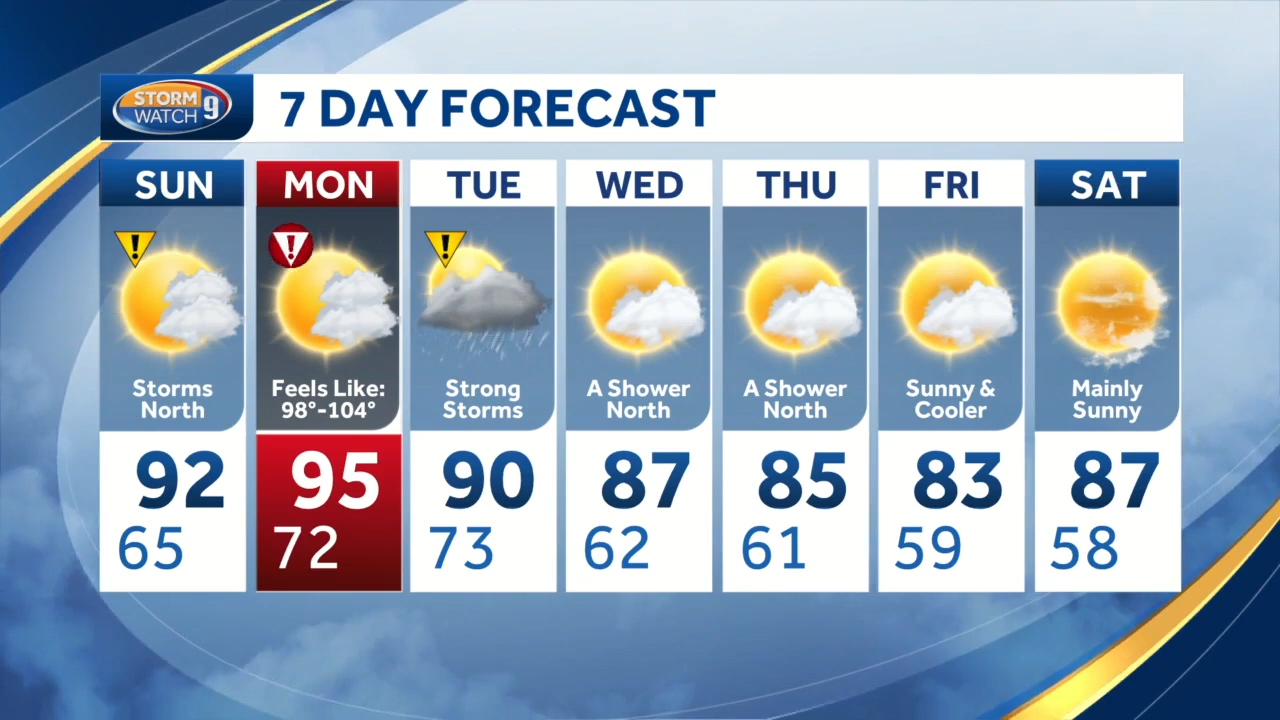 STORM
WATCH 9
7 DAY FORECAST
SUN
!
Storms
North
92
65
MON
!
Feels Like:
98°-104°
95
72
TUE
!
Strong
Storms
90
73
WED
A Shower
North
87
62
THU
A Shower
North
85
61
FRI
Sunny &
Cooler
83
59
SAT
Mainly
Sunny
87
58